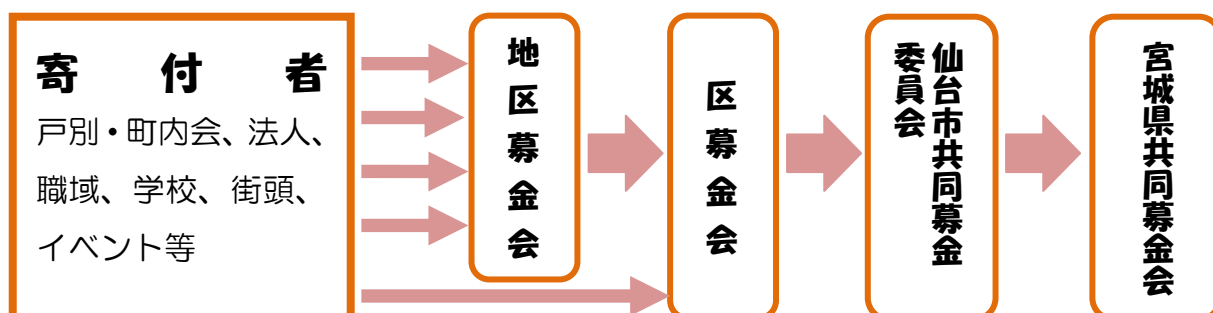 寄付者
戸別・町内会、法人、
職域、学校、街頭、
イベント等
地区募金会
区募金会
仙台市共同募金
委員会
宮城県共同募金会